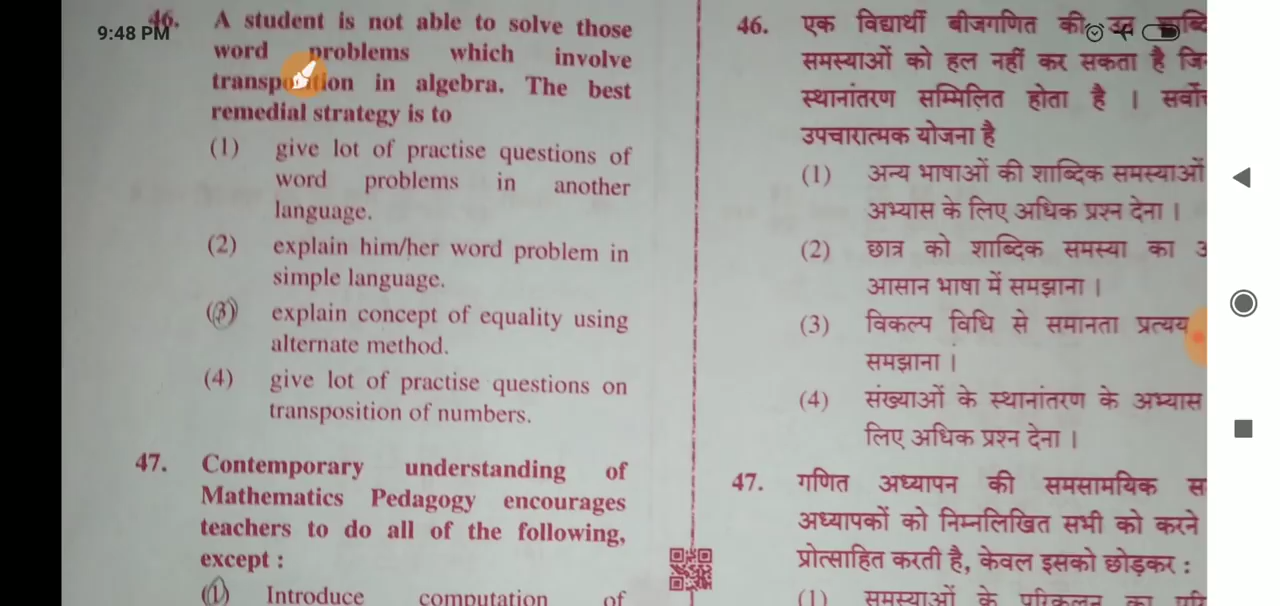 9:48 PM
46. A student is not able to solve those
word problems which involve
transposition in algebra. The best
remedial strategy is to
(1) give lot of practise questions of
word problems in another
language.
(2) explain him/her word problem in
simple language.
(3) explain concept of equality using
alternate method.
(4) give lot of practise questions on
transposition of numbers.
47. Contemporary understanding of
Mathematics Pedagogy encourages
teachers to do all of the following,
except :
(1) Introduce computation of
46. एक विद्यार्थी बीजगणित की
समस्याओं को हल नहीं कर सकता है
स्थानांतरण सम्मिलित होता है ।
उपचारात्मक योजना है
(1) अन्य भाषाओं की शाब्दिक समस्याओं
अभ्यास के लिए अधिक प्रश्न देना ।
(2) छात्र को शाब्दिक समस्या का
आसान भाषा में समझाना ।
(3) विकल्प विधि से समानता प्रत्यय
समझाना ।
(4) संख्याओं के स्थानांतरण के अभ्यास
लिए अधिक प्रश्न देना ।
47. गणित अध्यापन की समसामयिक
अध्यापकों को निम्नलिखित सभी को करने
प्रोत्साहित करती है, केवल इसको छोड़कर :
(1) समस्याओं के परिकलन का